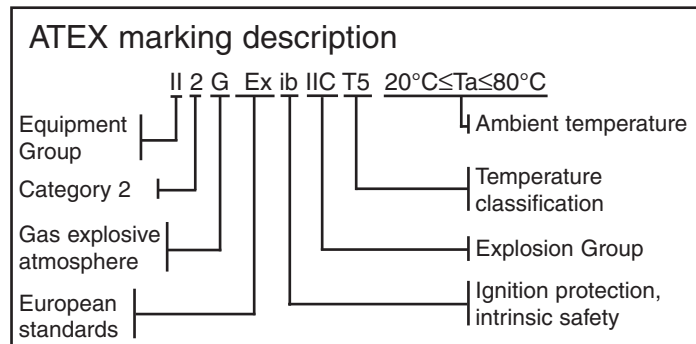 ATEX marking description
II 2 G Ex ib IIC T5 20°C≤Ta≤80°C
Equipment
Group
Ambient temperature
Category 2
Temperature
classification
Gas explosive
atmosphere
Explosion Group
European
standards
Ignition protection,
intrinsic safety